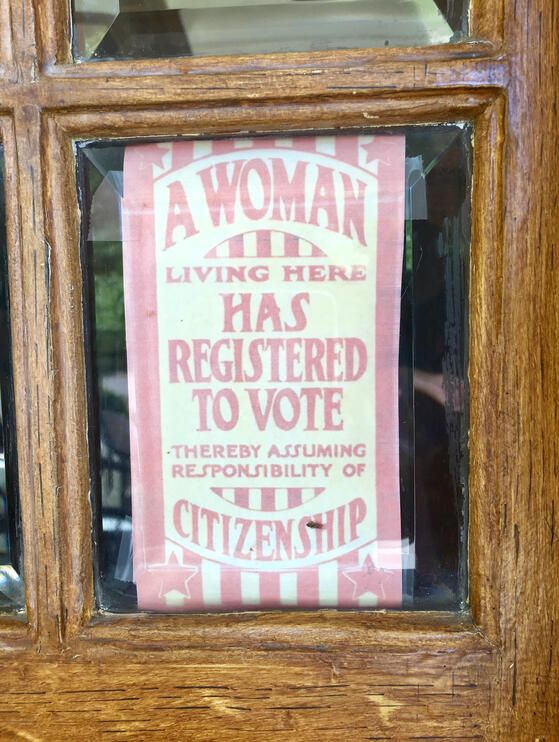 A WOMAN
LIVING HERE
HAS
REGISTERED
TO VOTE
THEREBY ASSUMING
RESPONSIBILITY OF
CITIZENSHIP